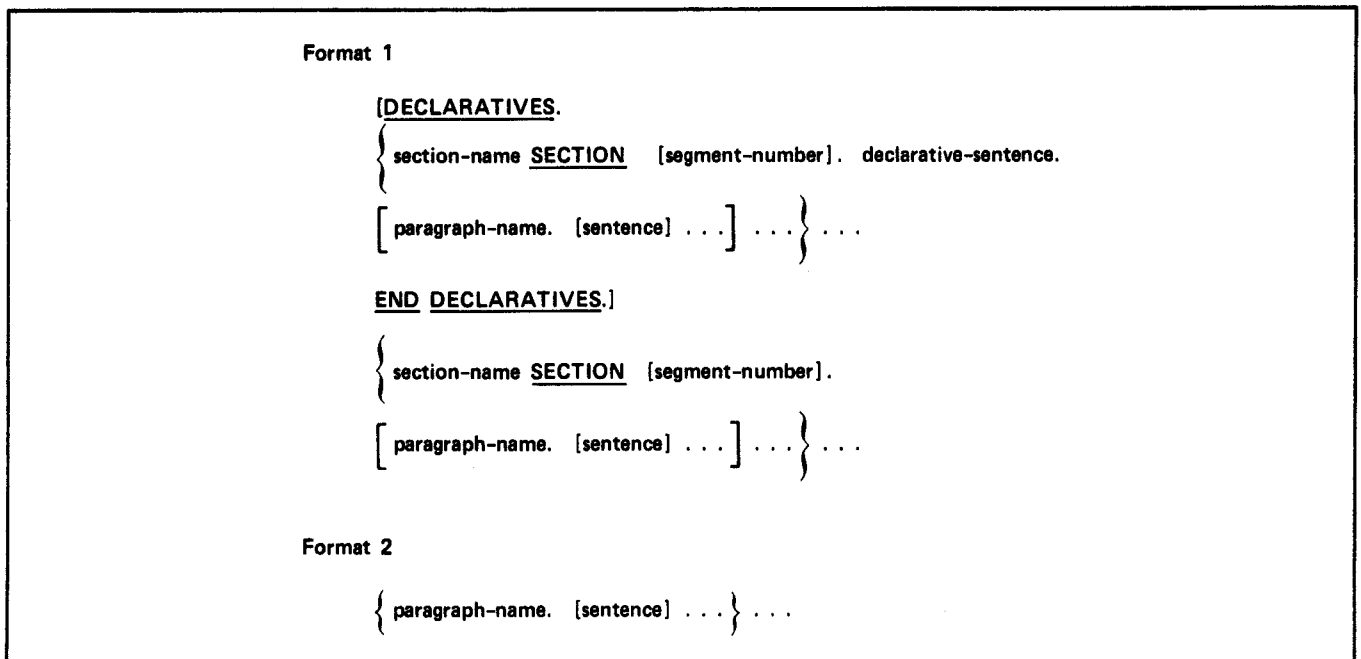 Format 1
[DECLARATIVES.
{ section-name SECTION [segment-number]. declarative-sentence.
[ paragraph-name. [sentence] . . . ] . . . } . . .
END DECLARATIVES.]
{ section-name SECTION [segment-number].
[ paragraph-name. [sentence] . . . ] . . . } . . .
Format 2
{ paragraph-name. [sentence] . . . } . . .